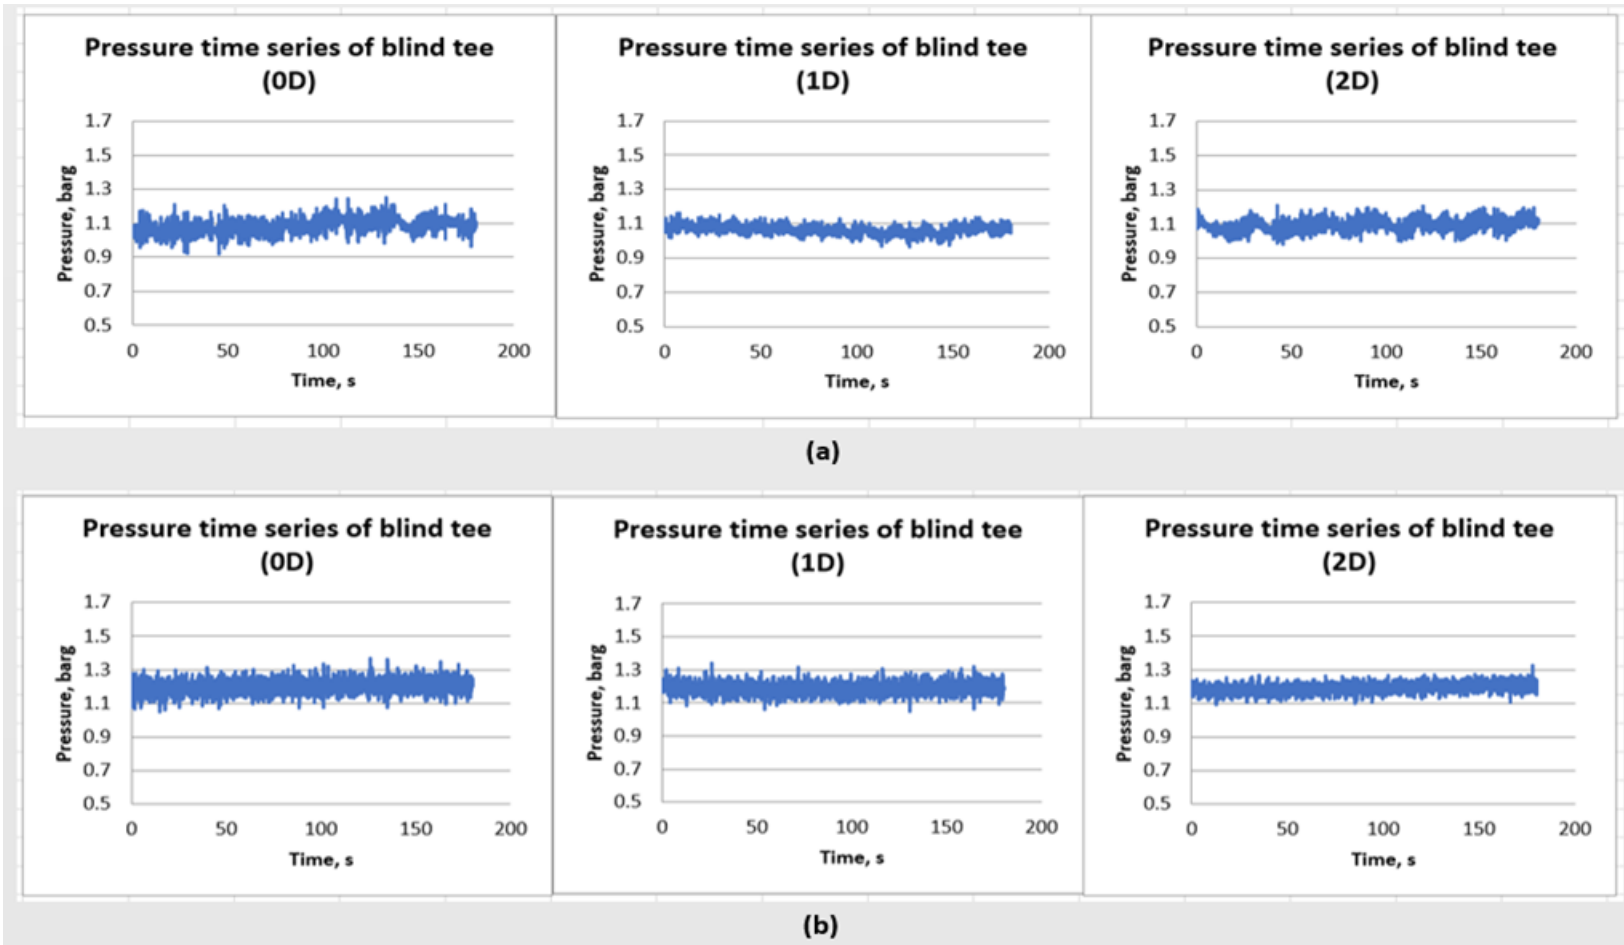 Pressure time series of blind tee
(0D)
1.7
1.5
1.3
1.1
0.9
0.7
0.5
Pressure, barg
0 50 100 150 200
Time, s
Pressure time series of blind tee
(1D)
1.7
1.5
1.3
1.1
0.9
0.7
0.5
Pressure, barg
0 50 100 150 200
Time, s
Pressure time series of blind tee
(2D)
1.7
1.5
1.3
1.1
0.9
0.7
0.5
Pressure, barg
0 50 100 150 200
Time, s
(a)
Pressure time series of blind tee
(0D)
1.7
1.5
1.3
1.1
0.9
0.7
0.5
Pressure, barg
0 50 100 150 200
Time, s
Pressure time series of blind tee
(1D)
1.7
1.5
1.3
1.1
0.9
0.7
0.5
Pressure, barg
0 50 100 150 200
Time, s
Pressure time series of blind tee
(2D)
1.7
1.5
1.3
1.1
0.9
0.7
0.5
Pressure, barg
0 50 100 150 200
Time, s
(b)